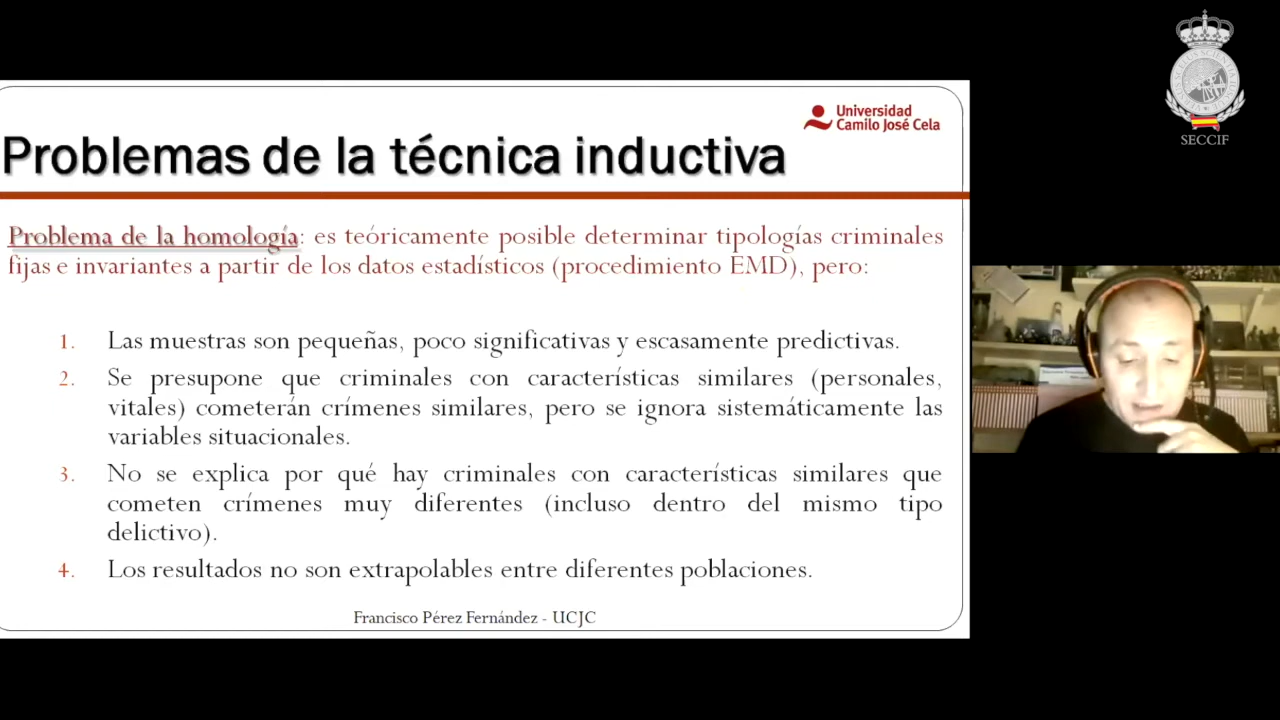 SECCIF
Universidad
Camilo José Cela
Problemas de la técnica inductiva
Problema de la homología: es teóricamente posible determinar tipologías criminales
fijas e invariantes a partir de los datos estadísticos (procedimiento EMD), pero:
1. Las muestras son pequeñas, poco significativas y escasamente predictivas.
2. Se presupone que criminales con características similares (personales,
vitales) cometerán crímenes similares, pero se ignora sistemáticamente las
variables situacionales.
3. No se explica por qué hay criminales con características similares que
cometen crímenes muy diferentes (incluso dentro del mismo tipo
delictivo).
4. Los resultados no son extrapolables entre diferentes poblaciones.
Francisco Pérez Fernández - UCJC